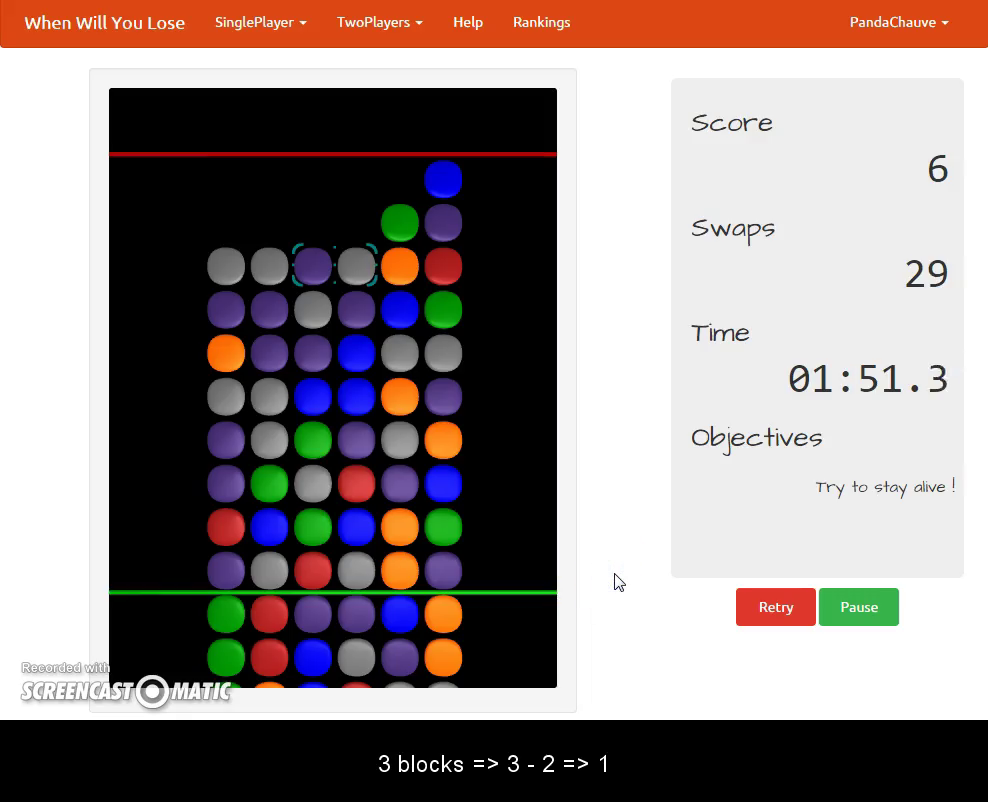 When Will You Lose SinglePlayer TwoPlayers Help Rankings PandaChauve
Score
6
Swaps
29
Time
01:51.3
Objectives
Try to stay alive !
Retry Pause
Recorded with
SCREENCAST O MATIC
3 blocks => 3 - 2 => 1